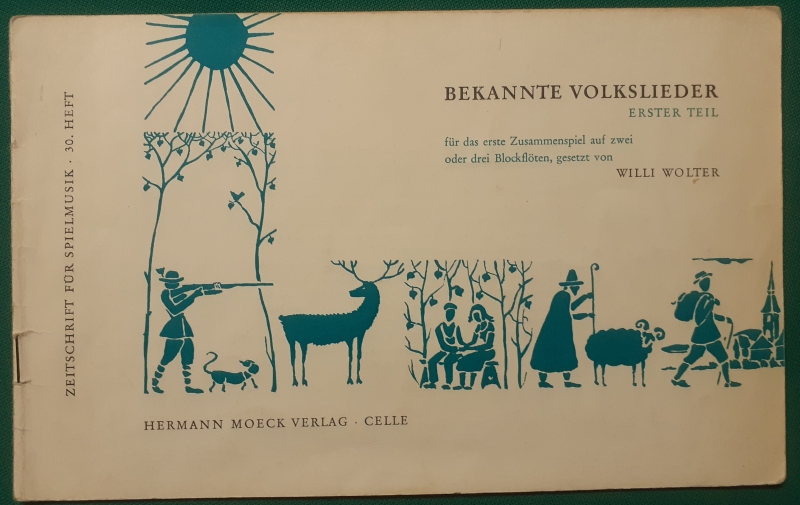 ZEITSCHRIFT FÜR SPIELMUSIK · 30. HEFT
BEKANNTE VOLKSLIEDER
ERSTER TEIL
für das erste Zusammenspiel auf zwei
oder drei Blockflöten, gesetzt von
WILLI WOLTER
HERMANN MOECK VERLAG · CELLE